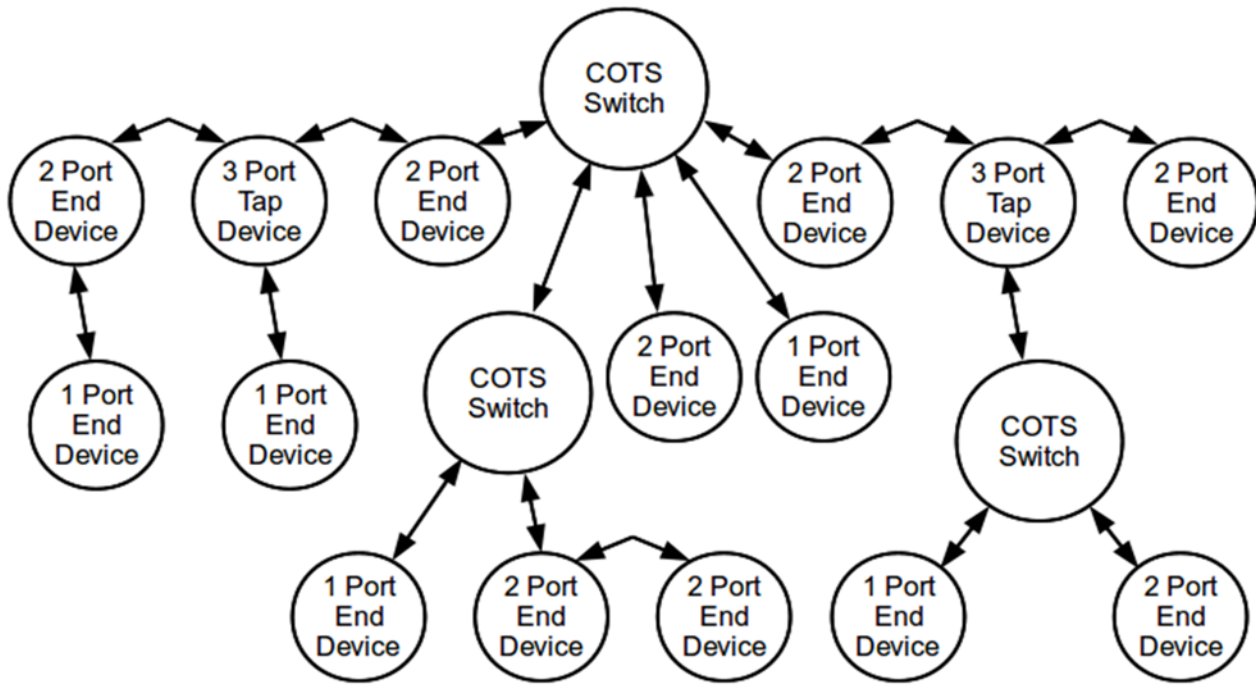 COTS
Switch
2 Port
End
Device
3 Port
Tap
Device
2 Port
End
Device
2 Port
End
Device
3 Port
Tap
Device
2 Port
End
Device
1 Port
End
Device
1 Port
End
Device
COTS
Switch
2 Port
End
Device
1 Port
End
Device
COTS
Switch
1 Port
End
Device
2 Port
End
Device
2 Port
End
Device
1 Port
End
Device
2 Port
End
Device